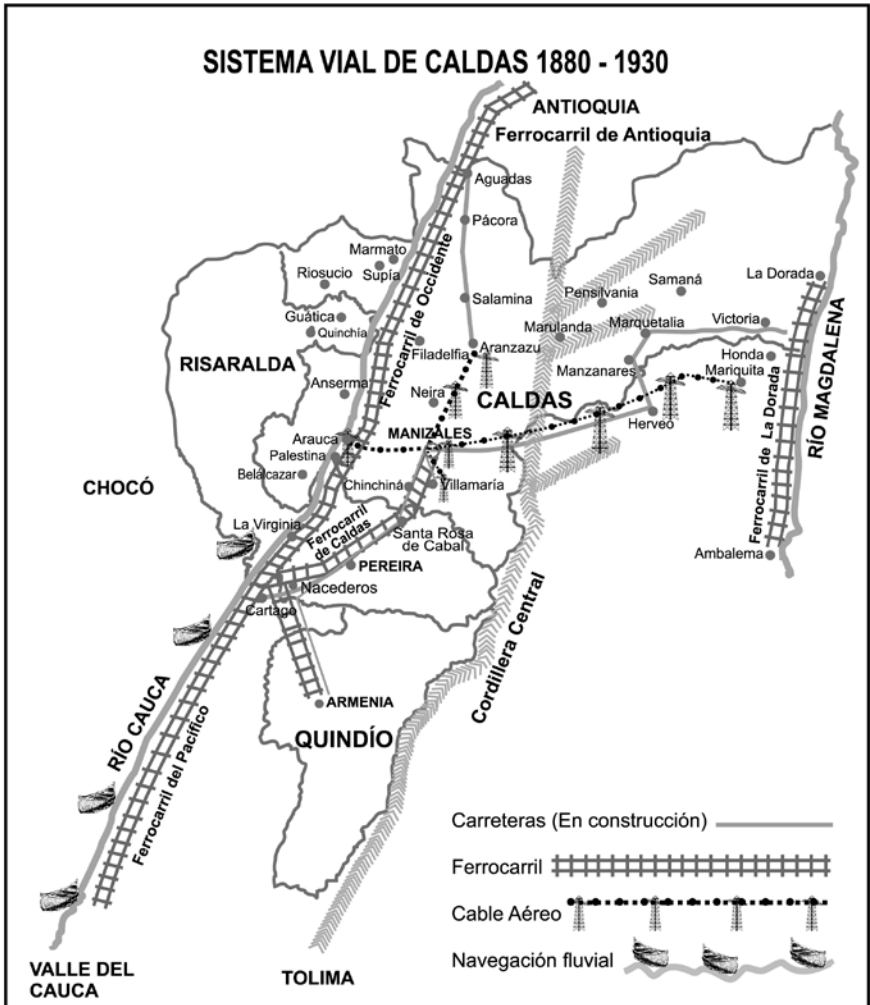 SISTEMA VIAL DE CALDAS 1880 - 1930
ANTIOQUIA
Ferrocarril de Antioquia
Aguadas
Pácora
Marmato
Supía
Riosucio
Ferrocarril de Occidente
Salamina
Pensilvania
Samaná
La Dorada
Guática
Quinchía
Filadelfia
Aranzazu
Marulanda
Marquetalia
Victoria
RISARALDA
Anserma
Neira
CALDAS
Manzanares
Honda
Mariquita
RÍO MAGDALENA
Arauca
MANIZALES
Herveo
Palestina
Belálcazar
Chinchiná
Villamaría
CHOCÓ
Ferrocarril de La Dorada
La Virginia
Ferrocarril
de Caldas
Santa Rosa
de Cabal
Ambalema
PEREIRA
Nacederos
Cartago
Cordillera Central
ARMENIA
QUINDÍO
RÍO CAUCA
Ferrocarril del Pacífico
Carreteras (En construcción)
Ferrocarril
Cable Aéreo
Navegación fluvial
VALLE DEL
CAUCA
TOLIMA